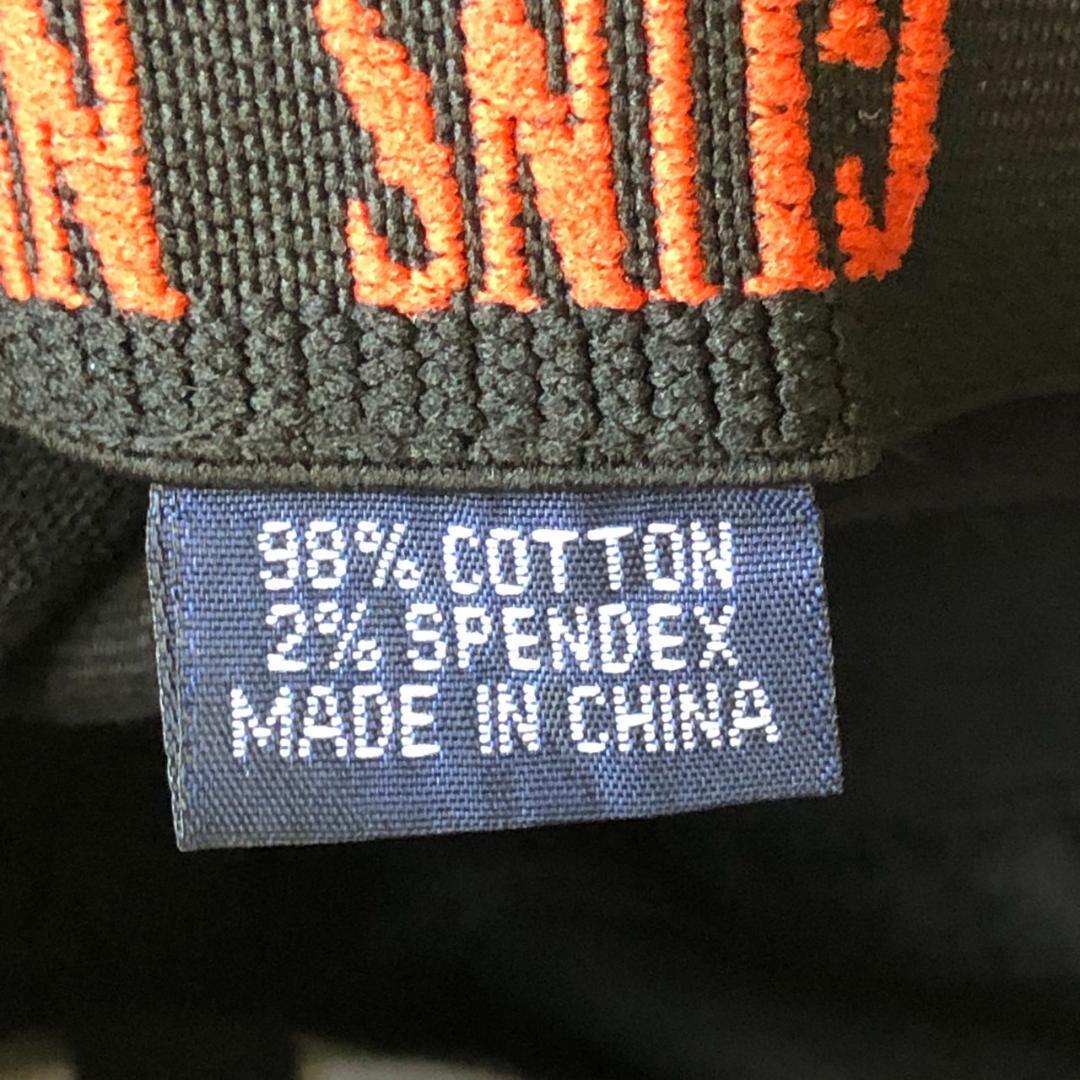 98% COTTON
2% SPENDEX
MADE IN CHINA